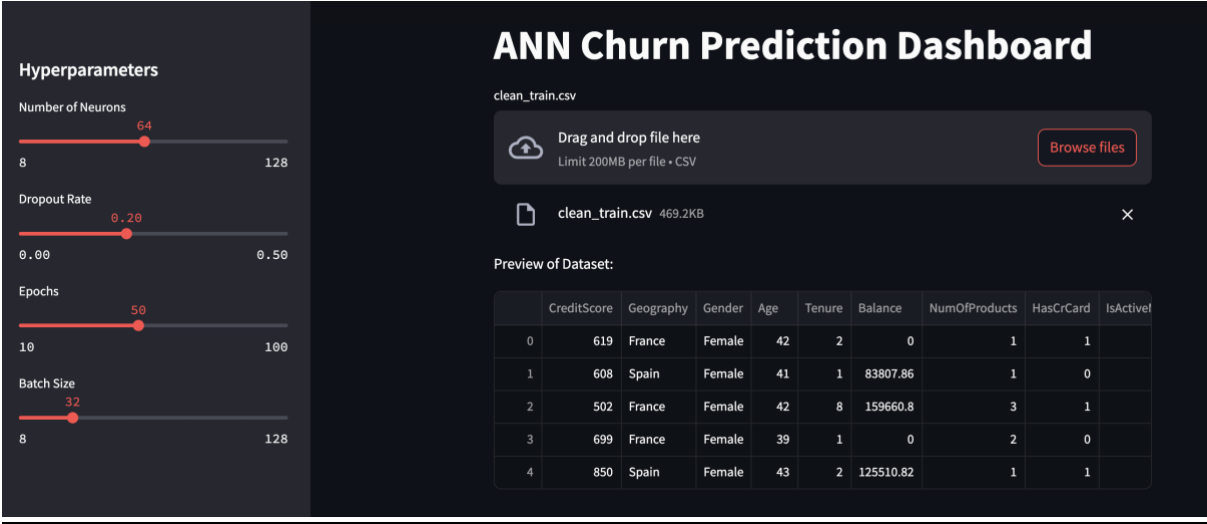 Hyperparameters
Number of Neurons
64
8 128
Dropout Rate
0.20
0.00 0.50
Epochs
50
10 100
Batch Size
32
8 128
ANN Churn Prediction Dashboard
clean_train.csv
Drag and drop file here
Limit 200MB per file • CSV
Browse files
clean_train.csv 469.2KB
Preview of Dataset:
CreditScore Geography Gender Age Tenure Balance NumOfProducts HasCrCard IsActive
0 619 France Female 42 2 0 1 1
1 608 Spain Female 41 1 83807.86 1 0
2 502 France Female 42 8 159660.8 3 1
3 699 France Female 39 1 0 2 0
4 850 Spain Female 43 2 125510.82 1 1